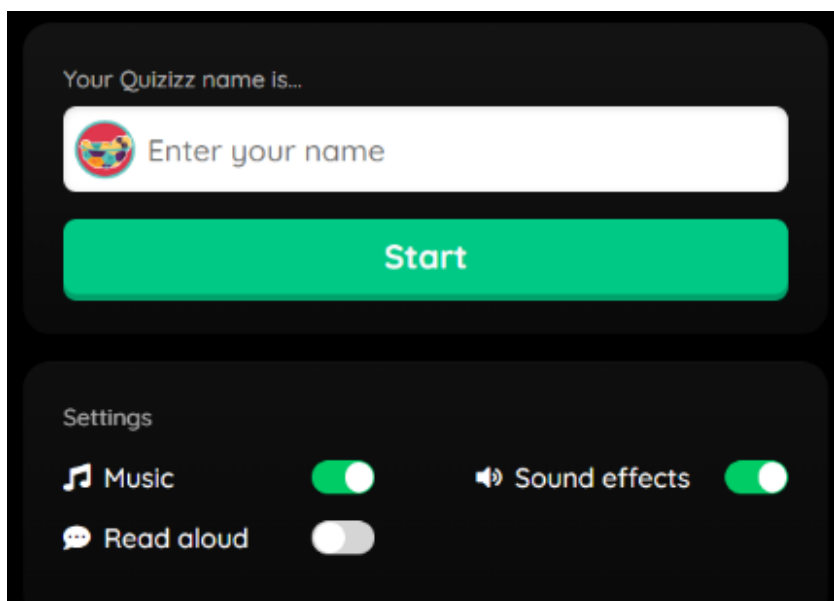 Your Quizizz name is...
Enter your name
Start
Settings
Music
Sound effects
Read aloud